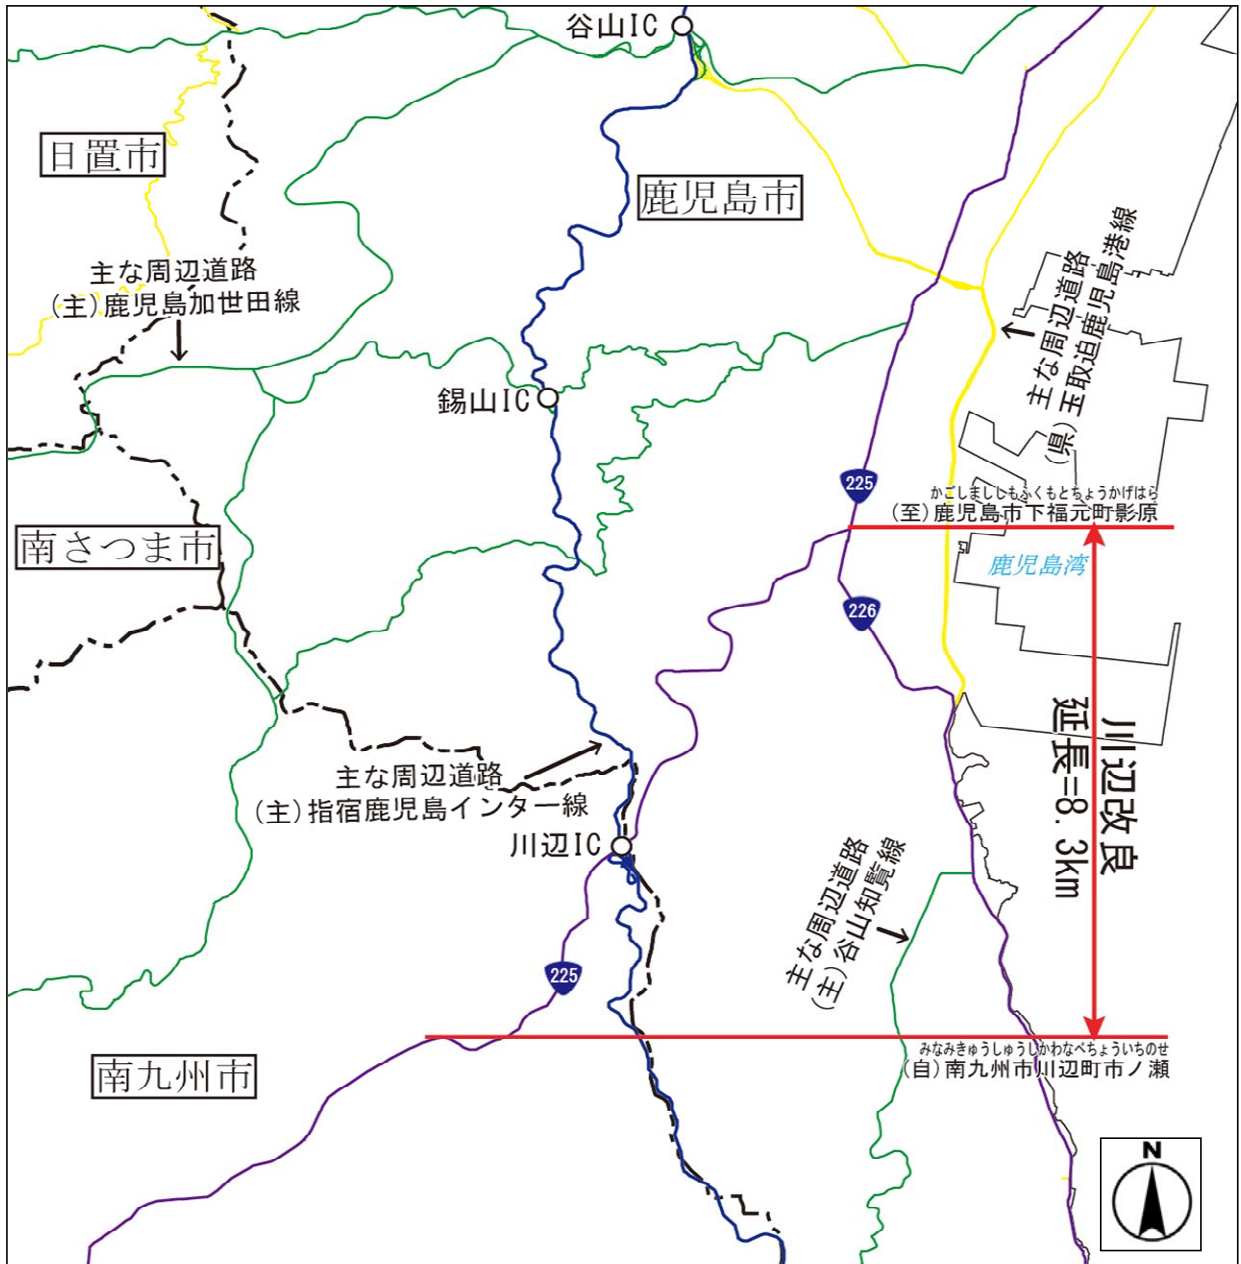 谷山IC
日置市
鹿児島市
主な周辺道路
(主)鹿児島加世田線
主な周辺道路
(県)玉取迫鹿児島港線
錫山IC
225
かごしまししもふくもとちょうかげはら
(至)鹿児島市下福元町影原
南さつま市
鹿児島湾
226
川辺改良
延長=8.3km
主な周辺道路
(主)指宿鹿児島インター線
川辺IC
主な周辺道路
(主)谷山知覧線
225
みなみきゅうしゅうしかわなべちょういちのせ
(自)南九州市川辺町市ノ瀬
南九州市
N